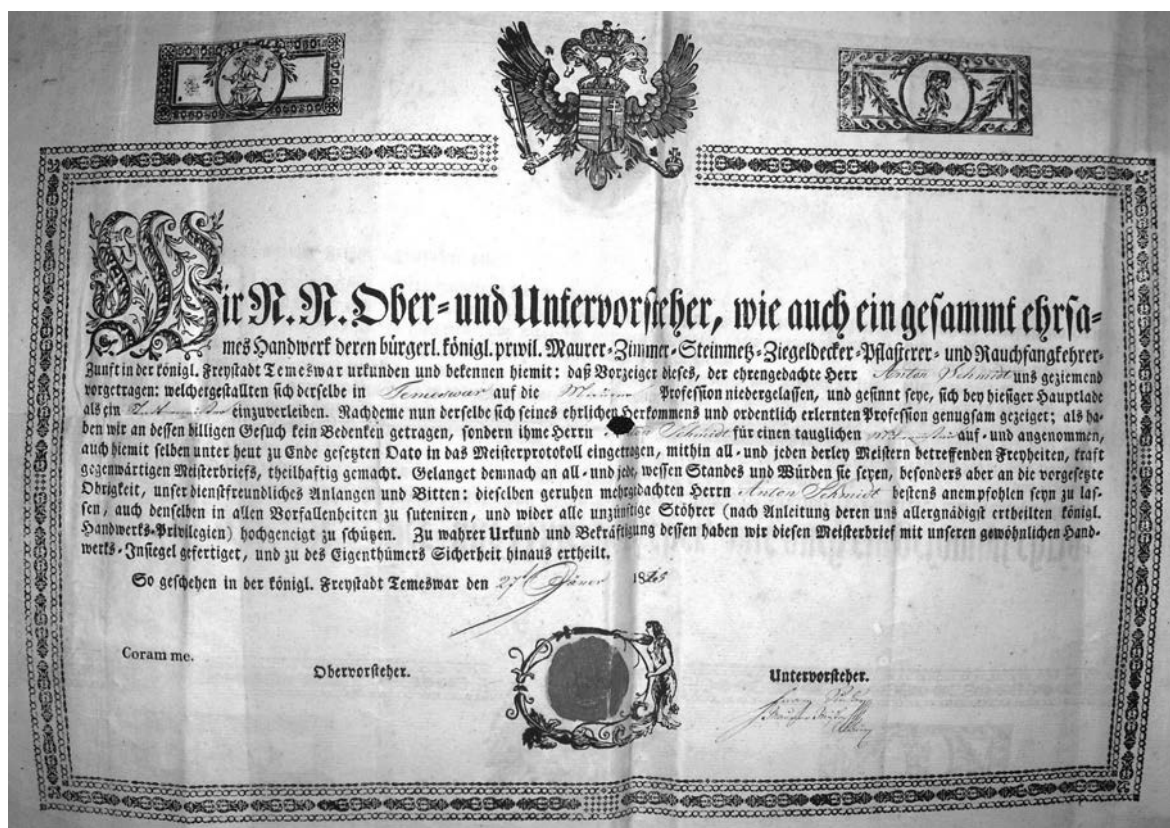 Wir N. N. Ober- und Untervorsteher, wie auch ein gesammt ehrsa-
mes Handwerk deren bürgerl. königl. privil. Maurer-Zimmer-Steinmetz-Ziegeldecker-Pflasterer- und Rauchfangkehrer-
Zunft in der königl. Freystadt Temeswar urkunden und bekennen hiemit: daß Vorzeiger dieses, der ehrengedachte Herr Anton Schmidt uns geziemend
vorgetragen: welchergestallten sich derselbe in Temeswar auf die Maurer Profession niedergelassen, und gesinnt seye, sich bey hiesiger Hauptlade
als ein einzuverleiben. Nachdeme nun derselbe sich seines ehrlichen Herkommens und ordentlich erlernten Profession genugsam gezeiget; als ha-
ben wir an dessen billigen Gesuch kein Bedenken getragen, sondern ihme Herrn Anton Schmidt für einen tauglichen auf- und angenommen,
auch hiemit selben unter heut zu Ende gesetzten Dato in das Meisterprotokoll eingetragen, mithin all- und jeden derley Meistern betreffenden Freyheiten, kraft
gegenwärtigen Meisterbriefs, theilhaftig gemacht. Gelanget demnach an all- und jede, wessen Standes und Würden sie seyen, besonders aber an die vorgesetzte
Obrigkeit, unser dienstfreundliches Anlangen und Bitten: dieselben geruhen mehrgedachten Herrn Anton Schmidt bestens anempfohlen seyn zu las-
sen, auch denselben in allen Vorfallenheiten zu suteniren, und wider alle unzünftige Stöhrer (nach Anleitung deren uns allergnädigst ertheilten königl.
Handwerks-Privilegien) hochgeneigt zu schützen. Zu wahrer Urkund und Bekräftigung dessen haben wir diesen Meisterbrief mit unseren gewöhnlichen Hand-
werks-Insiegel gefertiget, und zu des Eigenthümers Sicherheit hinaus ertheilt.
So geschehen in der königl. Freystadt Temeswar den 27t Jäner 18
Coram me.
Obervorsteher.
Untervorsteher.